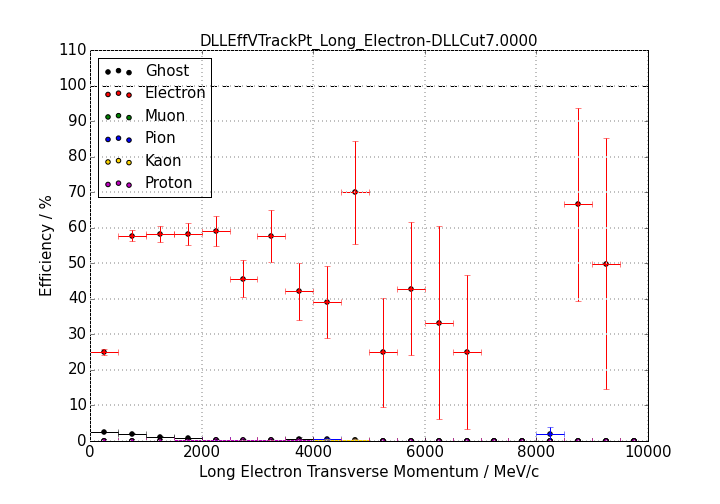 DLLEffVTrackPt_Long_Electron-DLLCut7.0000
110
100
90
80
70
60
50
40
30
20
10
0
Efficiency / %
Ghost
Electron
Muon
Pion
Kaon
Proton
0 2000 4000 6000 8000 10000
Long Electron Transverse Momentum / MeV/c